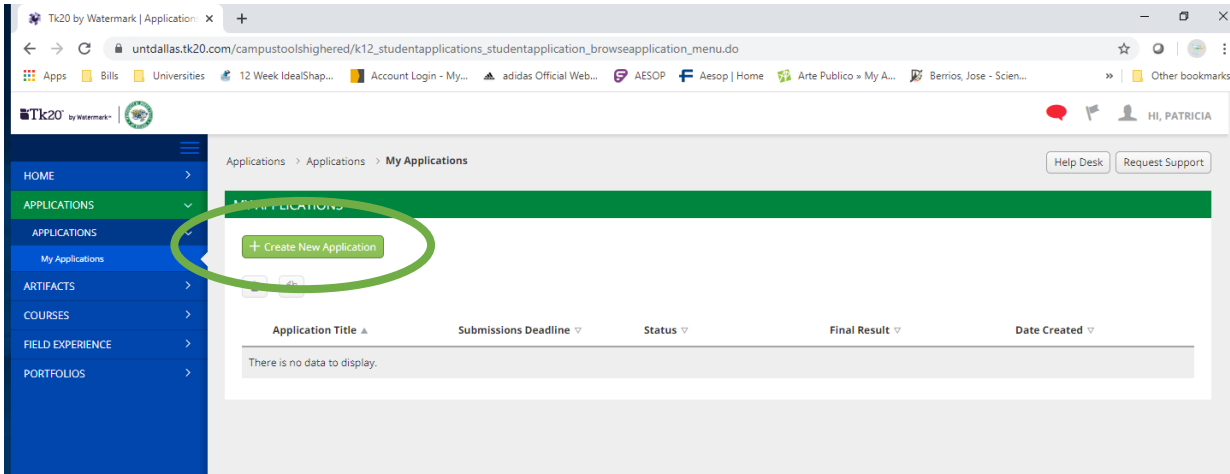 Tk20 by Watermark | Application
untdallas.tk20.com/campustoolshighered/k12_studentapplications_studentapplication_browseapplication_menu.do
Apps Bills Universities 12 Week IdealShap... Account Login - My... adidas Official Web... AESOP Aesop | Home Arte Publico » My A... Berrios, Jose - Scien... » Other bookmarks
Tk20 by Watermark HI, PATRICIA
Applications > Applications > My Applications Help Desk Request Support
HOME
APPLICATIONS MY APPLICATIONS
APPLICATIONS
+ Create New Application
My Applications
ARTIFACTS
COURSES
Application Title Submissions Deadline Status Final Result Date Created
FIELD EXPERIENCE
There is no data to display.
PORTFOLIOS